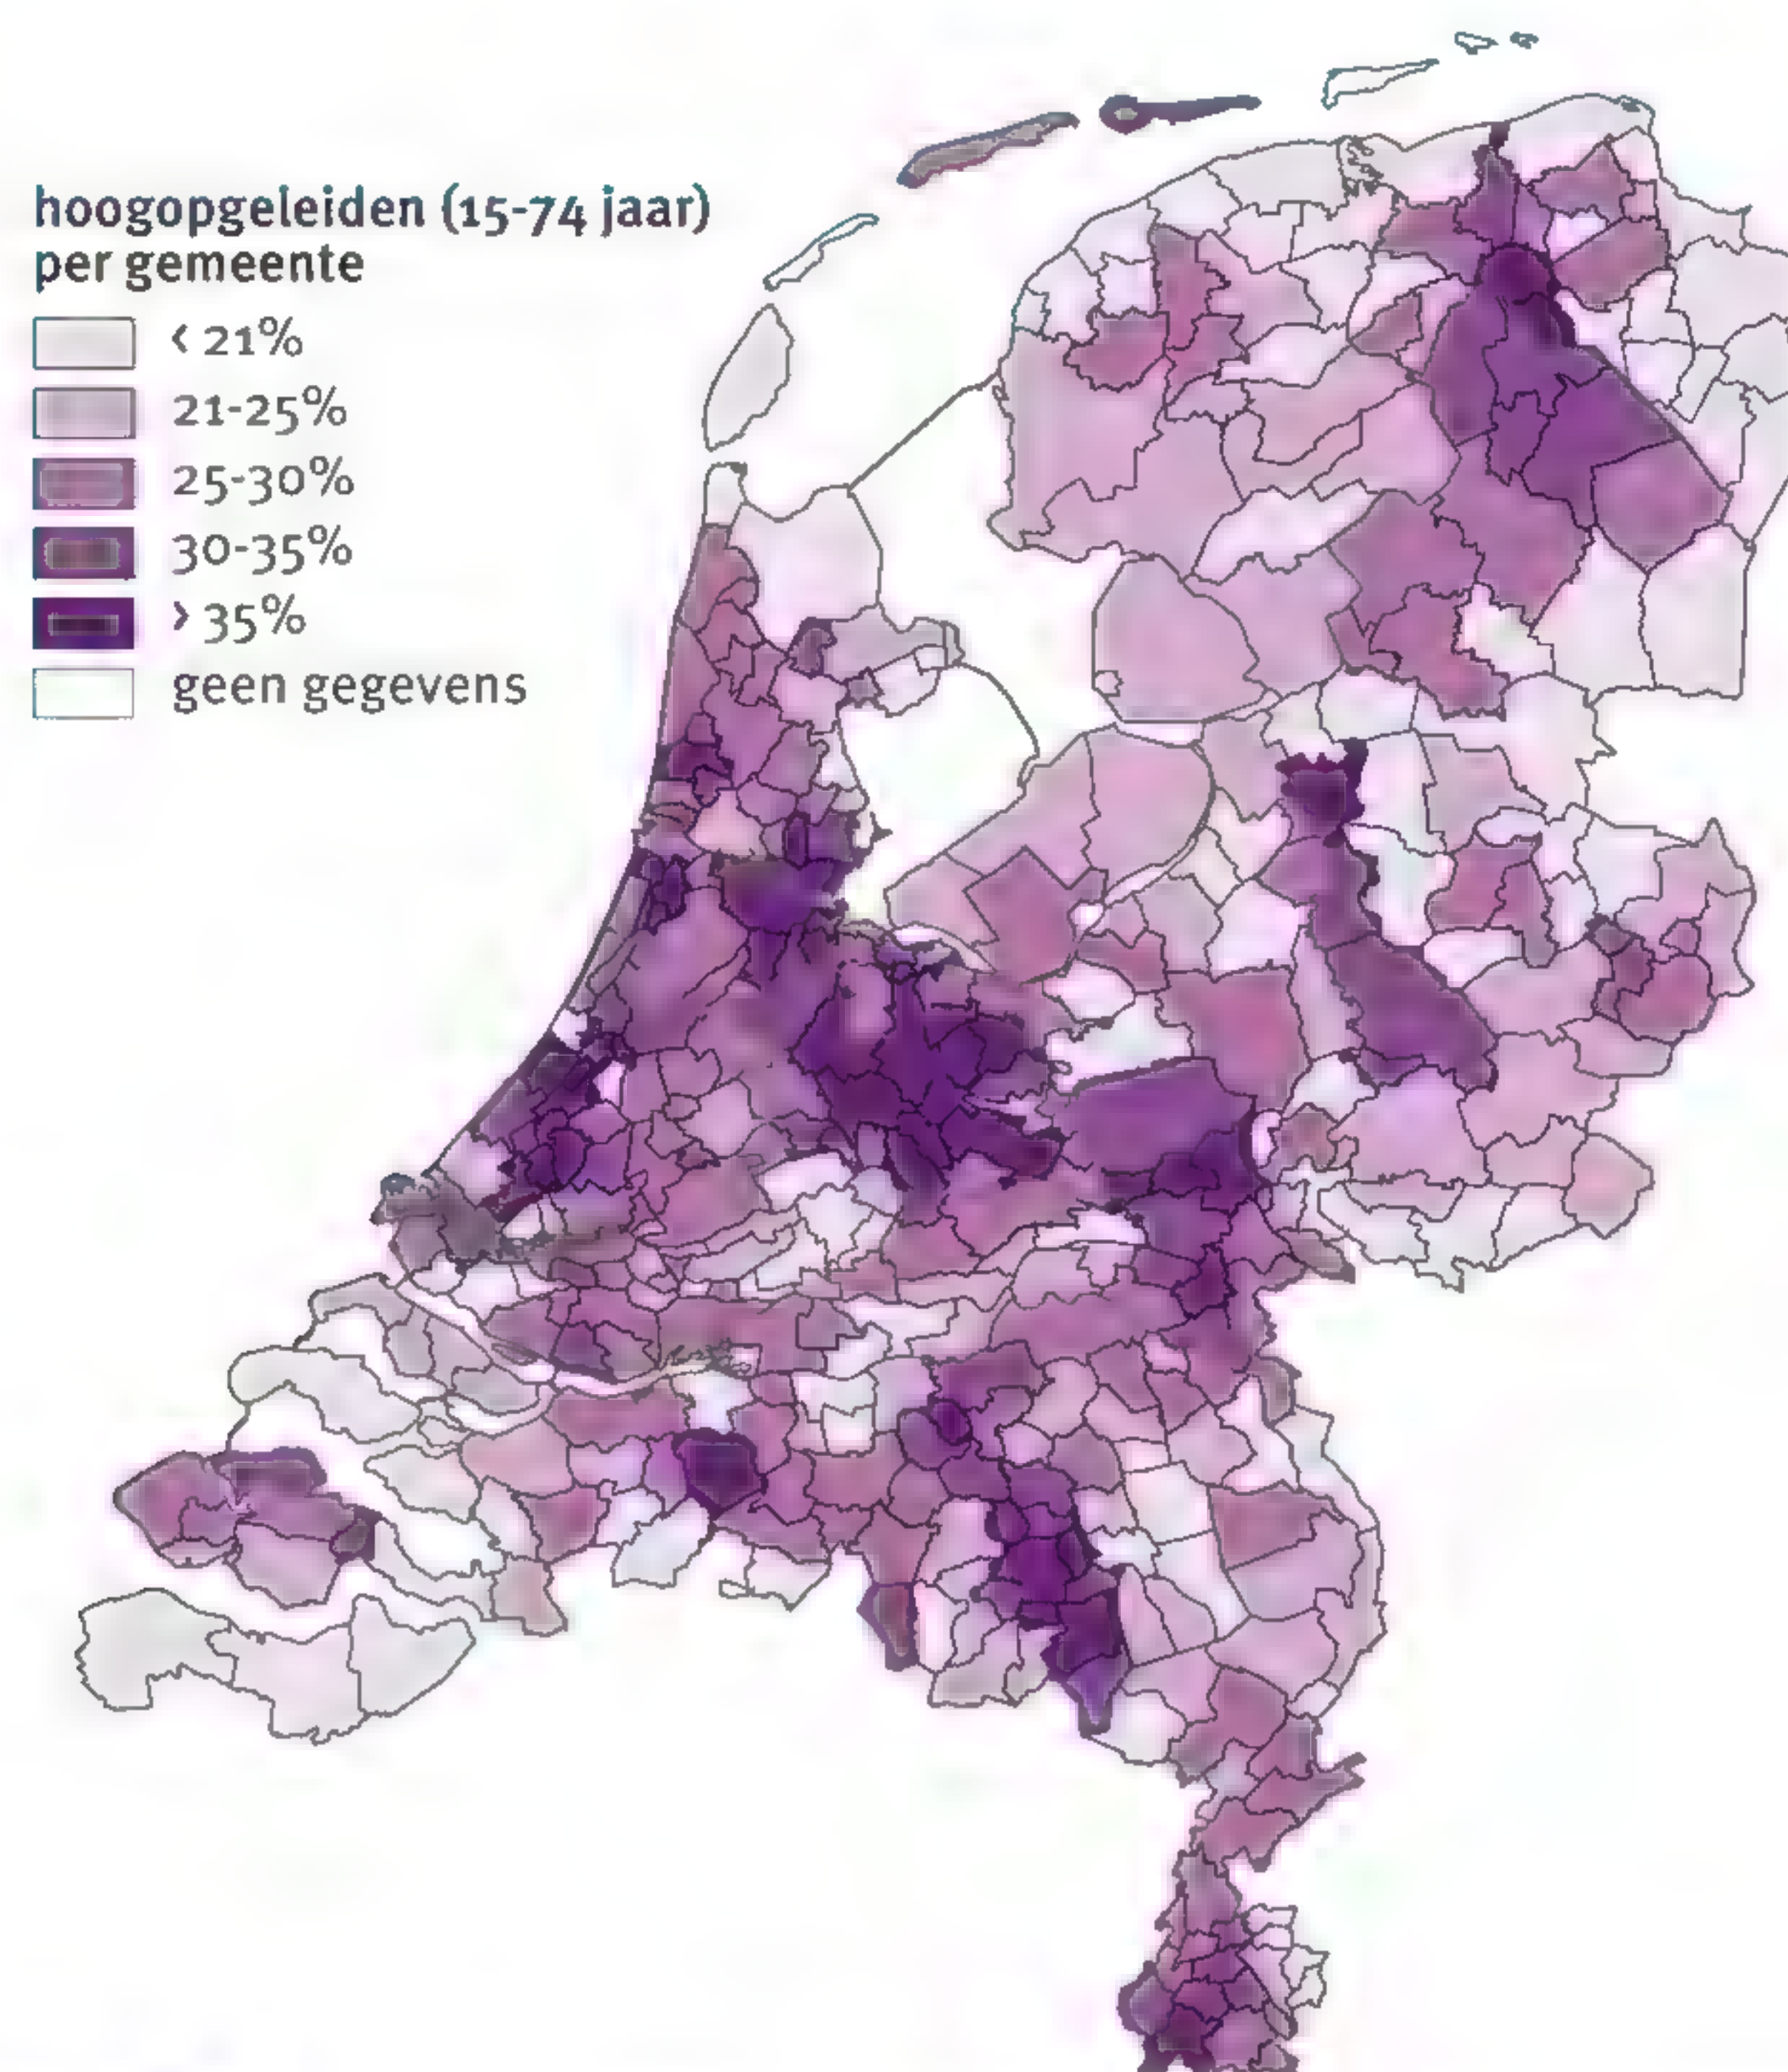 hoogopgeleiden (15-74 jaar)
per gemeente
< 21%
21-25%
25-30%
30-35%
> 35%
geen gegevens